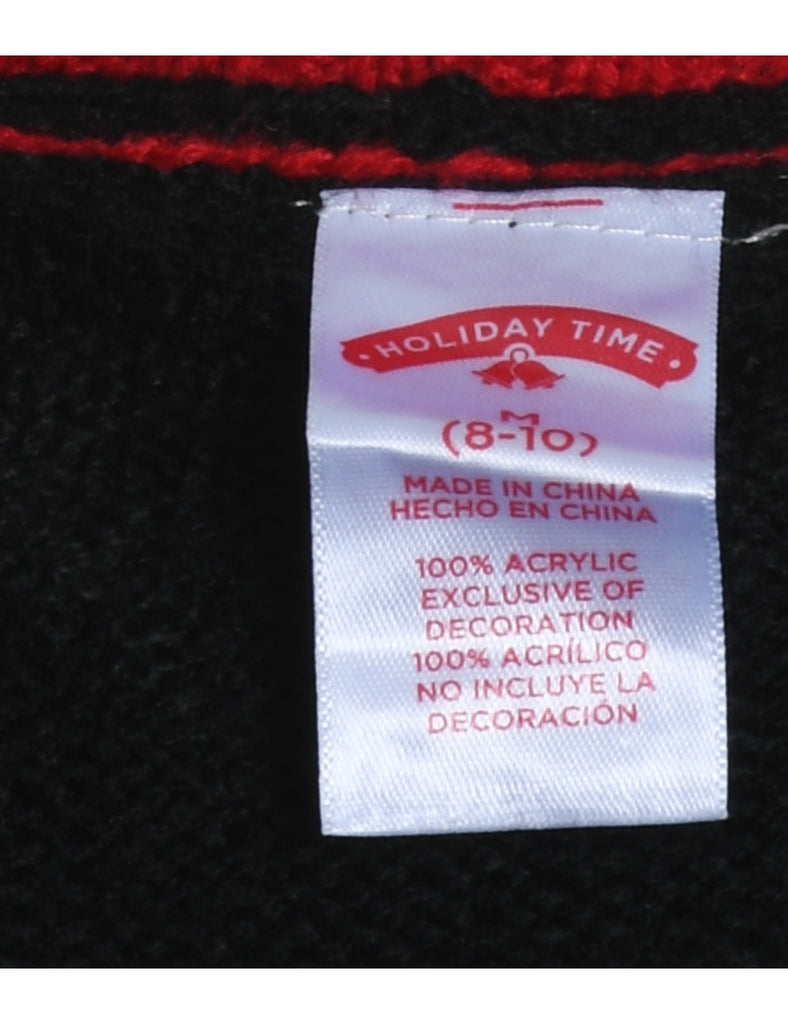 • HOLIDAY TIME •
M
(8-10)
MADE IN CHINA
HECHO EN CHINA
100% ACRYLIC
EXCLUSIVE OF
DECORATION
100% ACRÍLICO
NO INCLUYE LA
DECORACIÓN